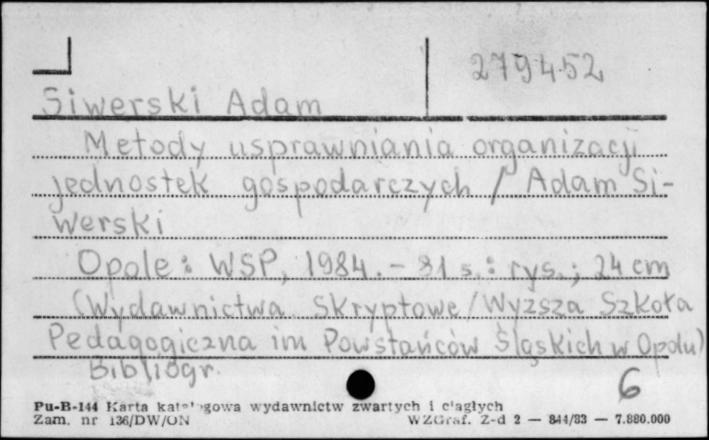 279452
Siwerski Adam
Metody usprawniania organizacji
jednostek gospodarczych / Adam Si-
werski
Opole : WSP, 1984. - 81 s. : rys. ; 24 cm
(Wydawnictwa Skryptowe / Wyższa Szkoła
Pedagogiczna im Powstańców Śląskich w Opolu)
Bibliogr.
6
Pu-B-144 Karta katalogowa wydawnictw zwartych i ciągłych
Zam. nr 136/DW/ON WZGraf. Z-d 2 — 844/83 — 7.880.000